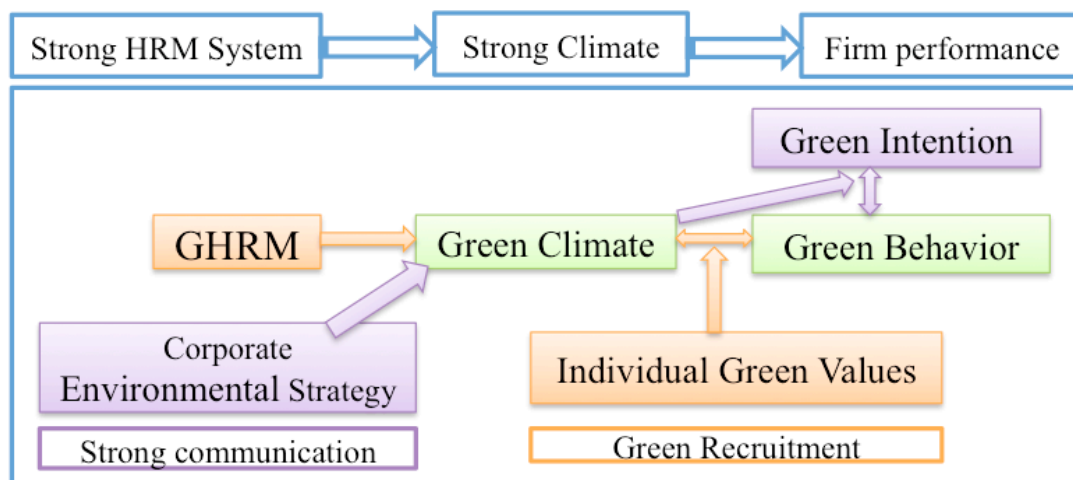 Strong HRM System
Strong Climate
Firm performance
Green Intention
GHRM
Green Climate
Green Behavior
Corporate
Environmental Strategy
Individual Green Values
Strong communication
Green Recruitment